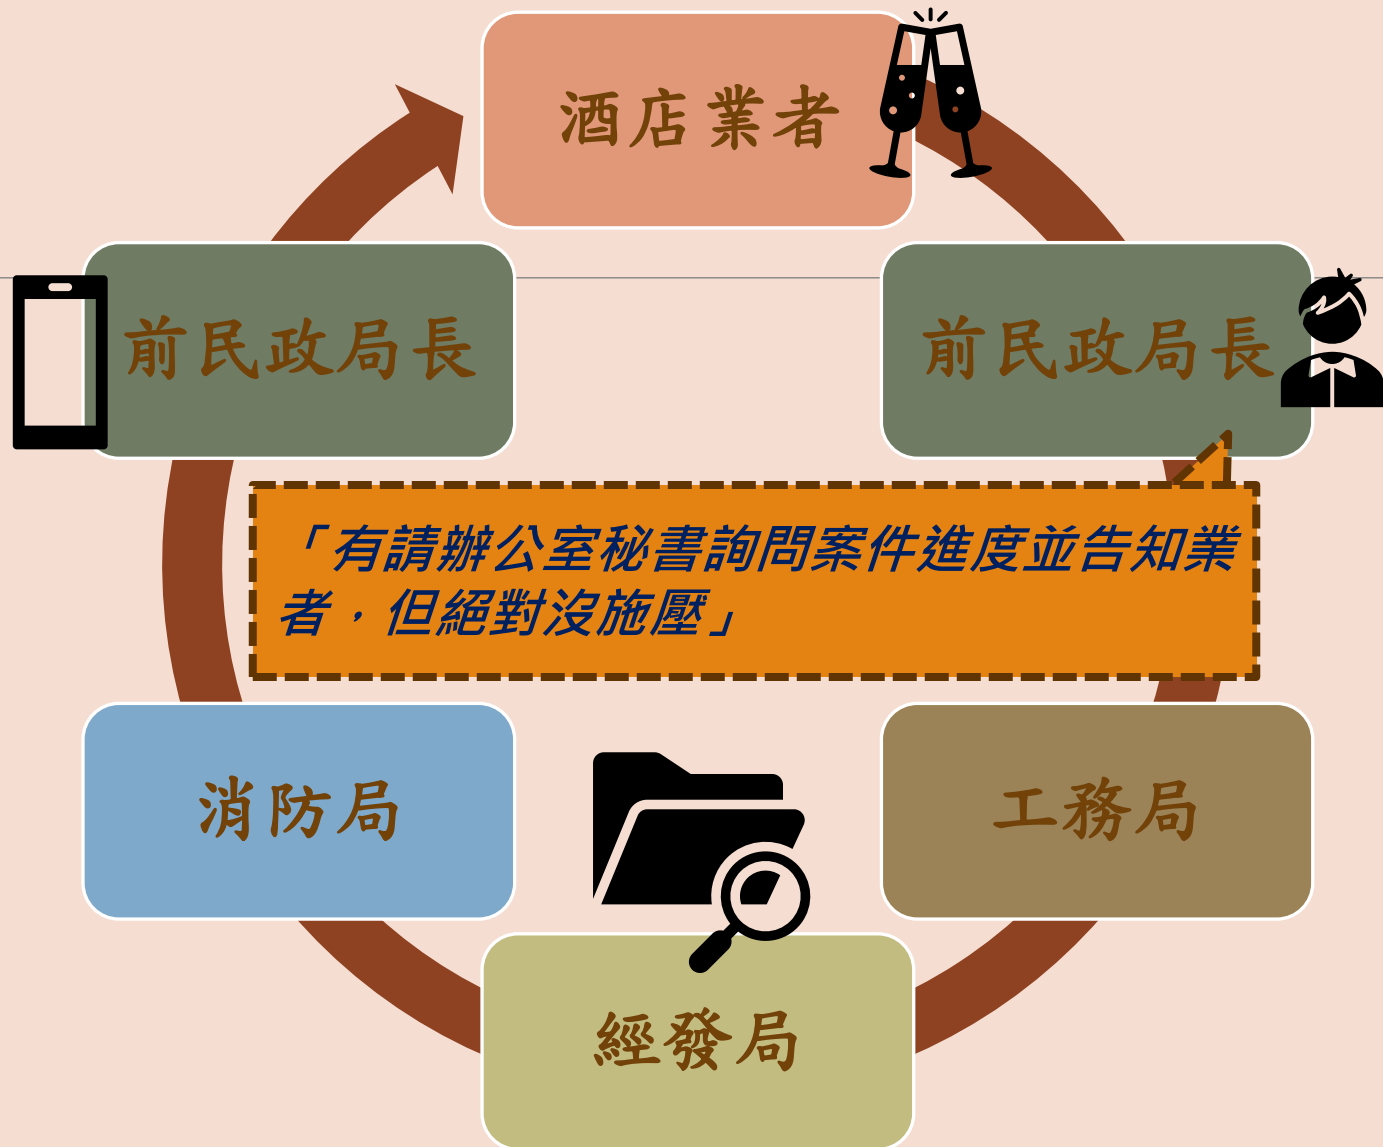 酒店業者
前民政局長
前民政局長
「有請辦公室秘書詢問案件進度並告知業
者，但絕對沒施壓」
消防局
工務局
經發局